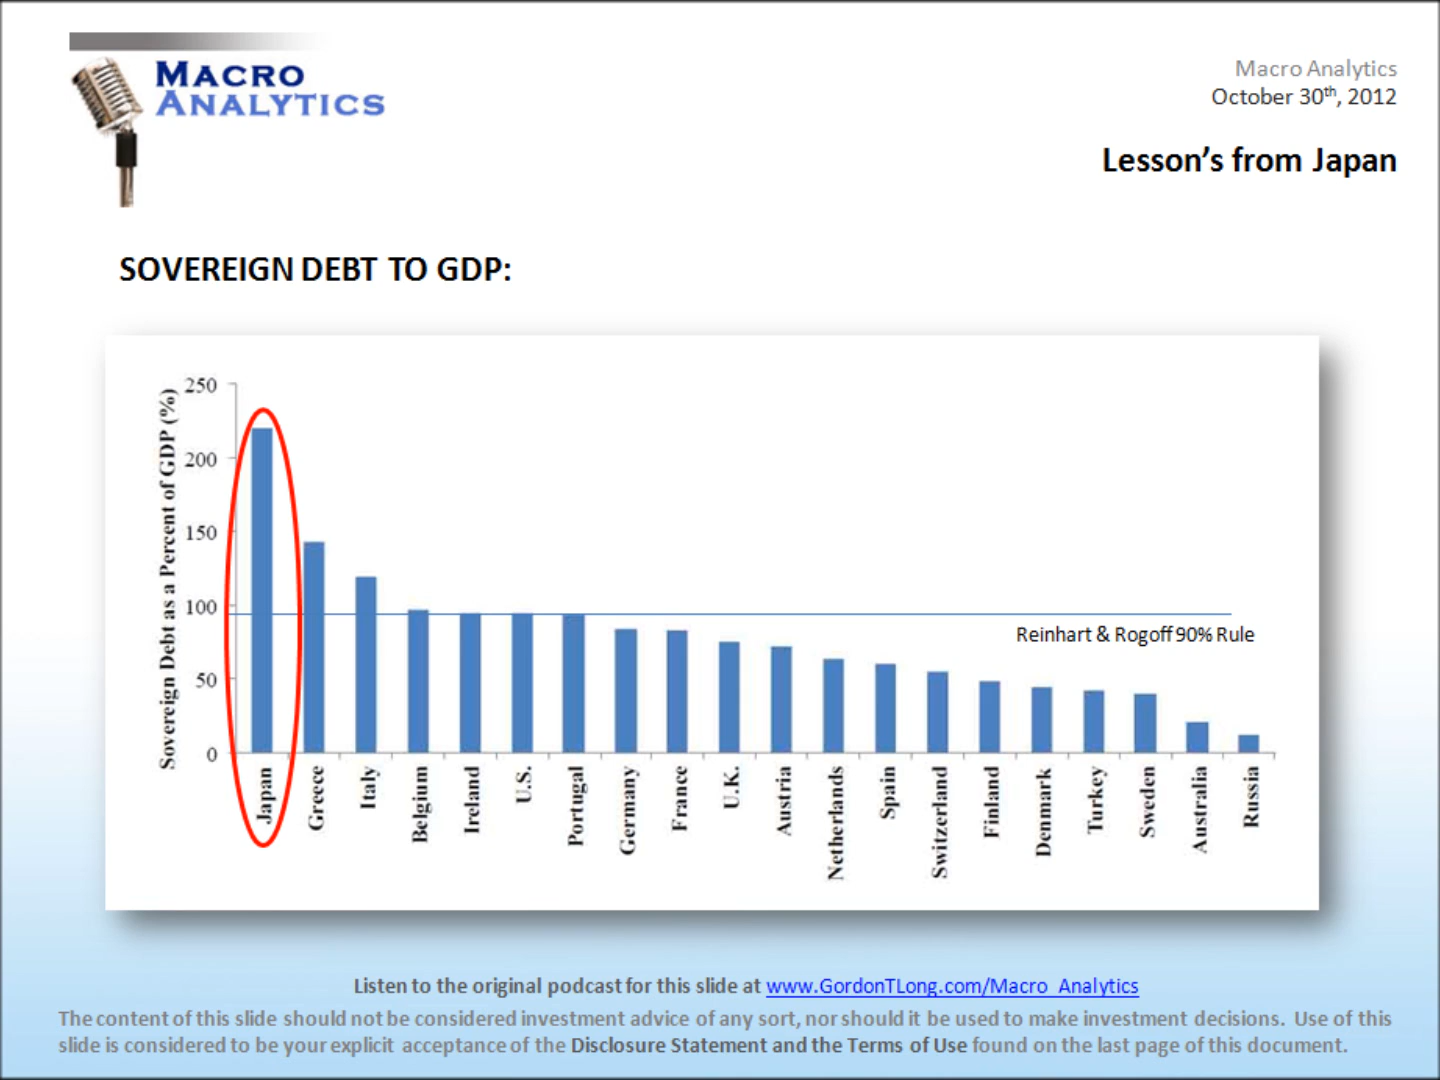 MACRO
ANALYTICS
Macro Analytics
October 30th, 2012
Lesson's from Japan
SOVEREIGN DEBT TO GDP:
Sovereign Debt as a Percent of GDP (%)
250
200
150
100
50
0
Reinhart & Rogoff 90% Rule
Japan
Greece
Italy
Belgium
Ireland
U.S.
Portugal
Germany
France
U.K.
Austria
Netherlands
Spain
Switzerland
Finland
Denmark
Turkey
Sweden
Australia
Russia
Listen to the original podcast for this slide at www.GordonTLong.com/Macro_Analytics
The content of this slide should not be considered investment advice of any sort, nor should it be used to make investment decisions. Use of this
slide is considered to be your explicit acceptance of the Disclosure Statement and the Terms of Use found on the last page of this document.